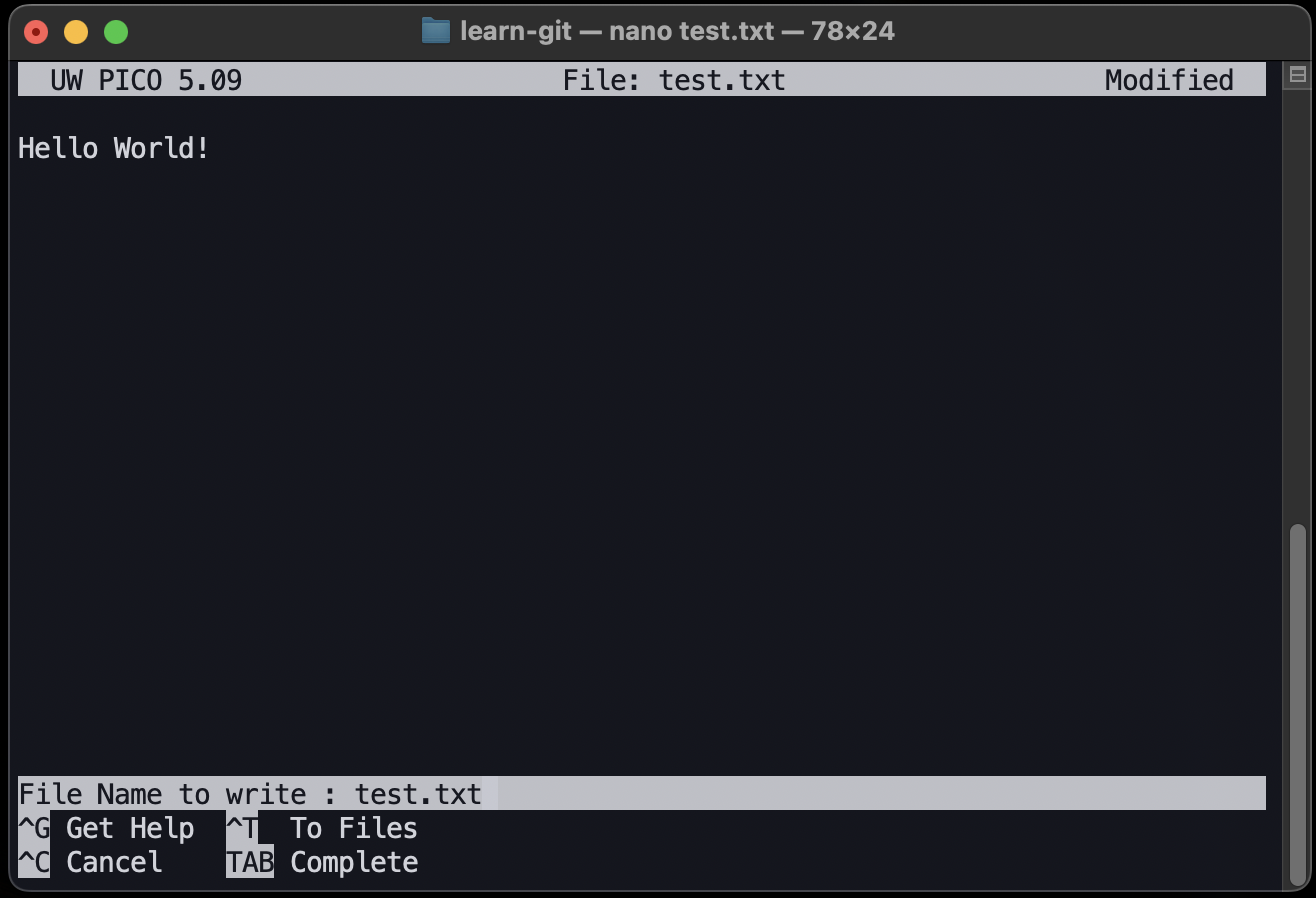 learn-git — nano test.txt — 78×24
UW PICO 5.09 File: test.txt Modified
Hello World!
File Name to write : test.txt
^G Get Help ^T To Files
^C Cancel TAB Complete